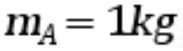 m_A = 1kg